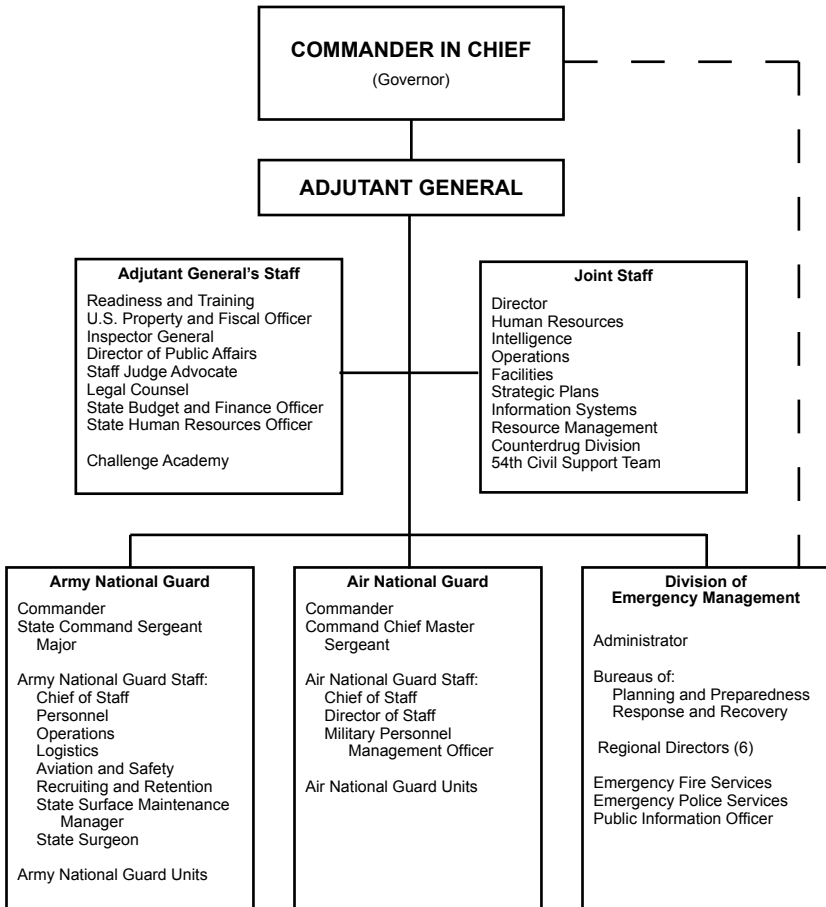 COMMANDER IN CHIEF
(Governor)
ADJUTANT GENERAL
Adjutant General’s Staff
Readiness and Training
U.S. Property and Fiscal Officer
Inspector General
Director of Public Affairs
Staff Judge Advocate
Legal Counsel
State Budget and Finance Officer
State Human Resources Officer
Challenge Academy
Joint Staff
Director
Human Resources
Intelligence
Operations
Facilities
Strategic Plans
Information Systems
Resource Management
Counterdrug Division
54th Civil Support Team
Army National Guard
Commander
State Command Sergeant
Major
Army National Guard Staff:
Chief of Staff
Personnel
Operations
Logistics
Aviation and Safety
Recruiting and Retention
State Surface Maintenance
Manager
State Surgeon
Army National Guard Units
Air National Guard
Commander
Command Chief Master
Sergeant
Air National Guard Staff:
Chief of Staff
Director of Staff
Military Personnel
Management Officer
Air National Guard Units
Division of
Emergency Management
Administrator
Bureaus of:
Planning and Preparedness
Response and Recovery
Regional Directors (6)
Emergency Fire Services
Emergency Police Services
Public Information Officer